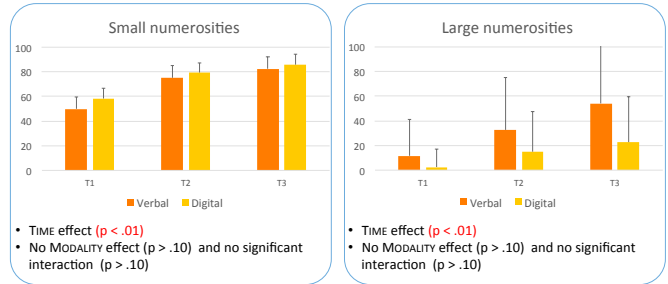 Small numerosities
100
80
60
40
20
0
T1 T2 T3
Verbal Digital
• TIME effect (p < .01)
• No MODALITY effect (p > .10) and no significant
interaction (p > .10)
Large numerosities
100
80
60
40
20
0
T1 T2 T3
Verbal Digital
• TIME effect (p < .01)
• No MODALITY effect (p > .10) and no significant
interaction (p > .10)